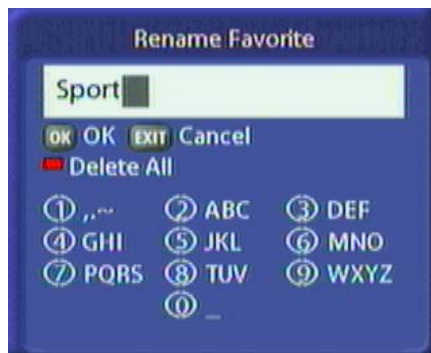 Rename Favorite
Sport
OK OK EXIT Cancel
Delete All
1 ,.~ 2 ABC 3 DEF
4 GHI 5 JKL 6 MNO
7 PQRS 8 TUV 9 WXYZ
0 _